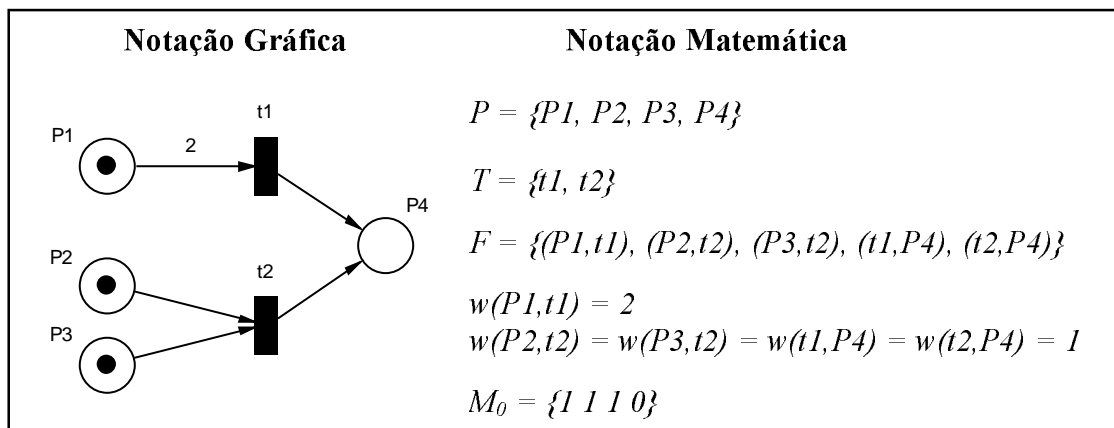 Notação Gráfica
Notação Matemática
t1
P1
2
P4
P2
t2
P3
P = {P1, P2, P3, P4}
T = {t1, t2}
F = {(P1,t1), (P2,t2), (P3,t2), (t1,P4), (t2,P4)}
w(P1,t1) = 2
w(P2,t2) = w(P3,t2) = w(t1,P4) = w(t2,P4) = 1
M₀ = {1 1 1 0}